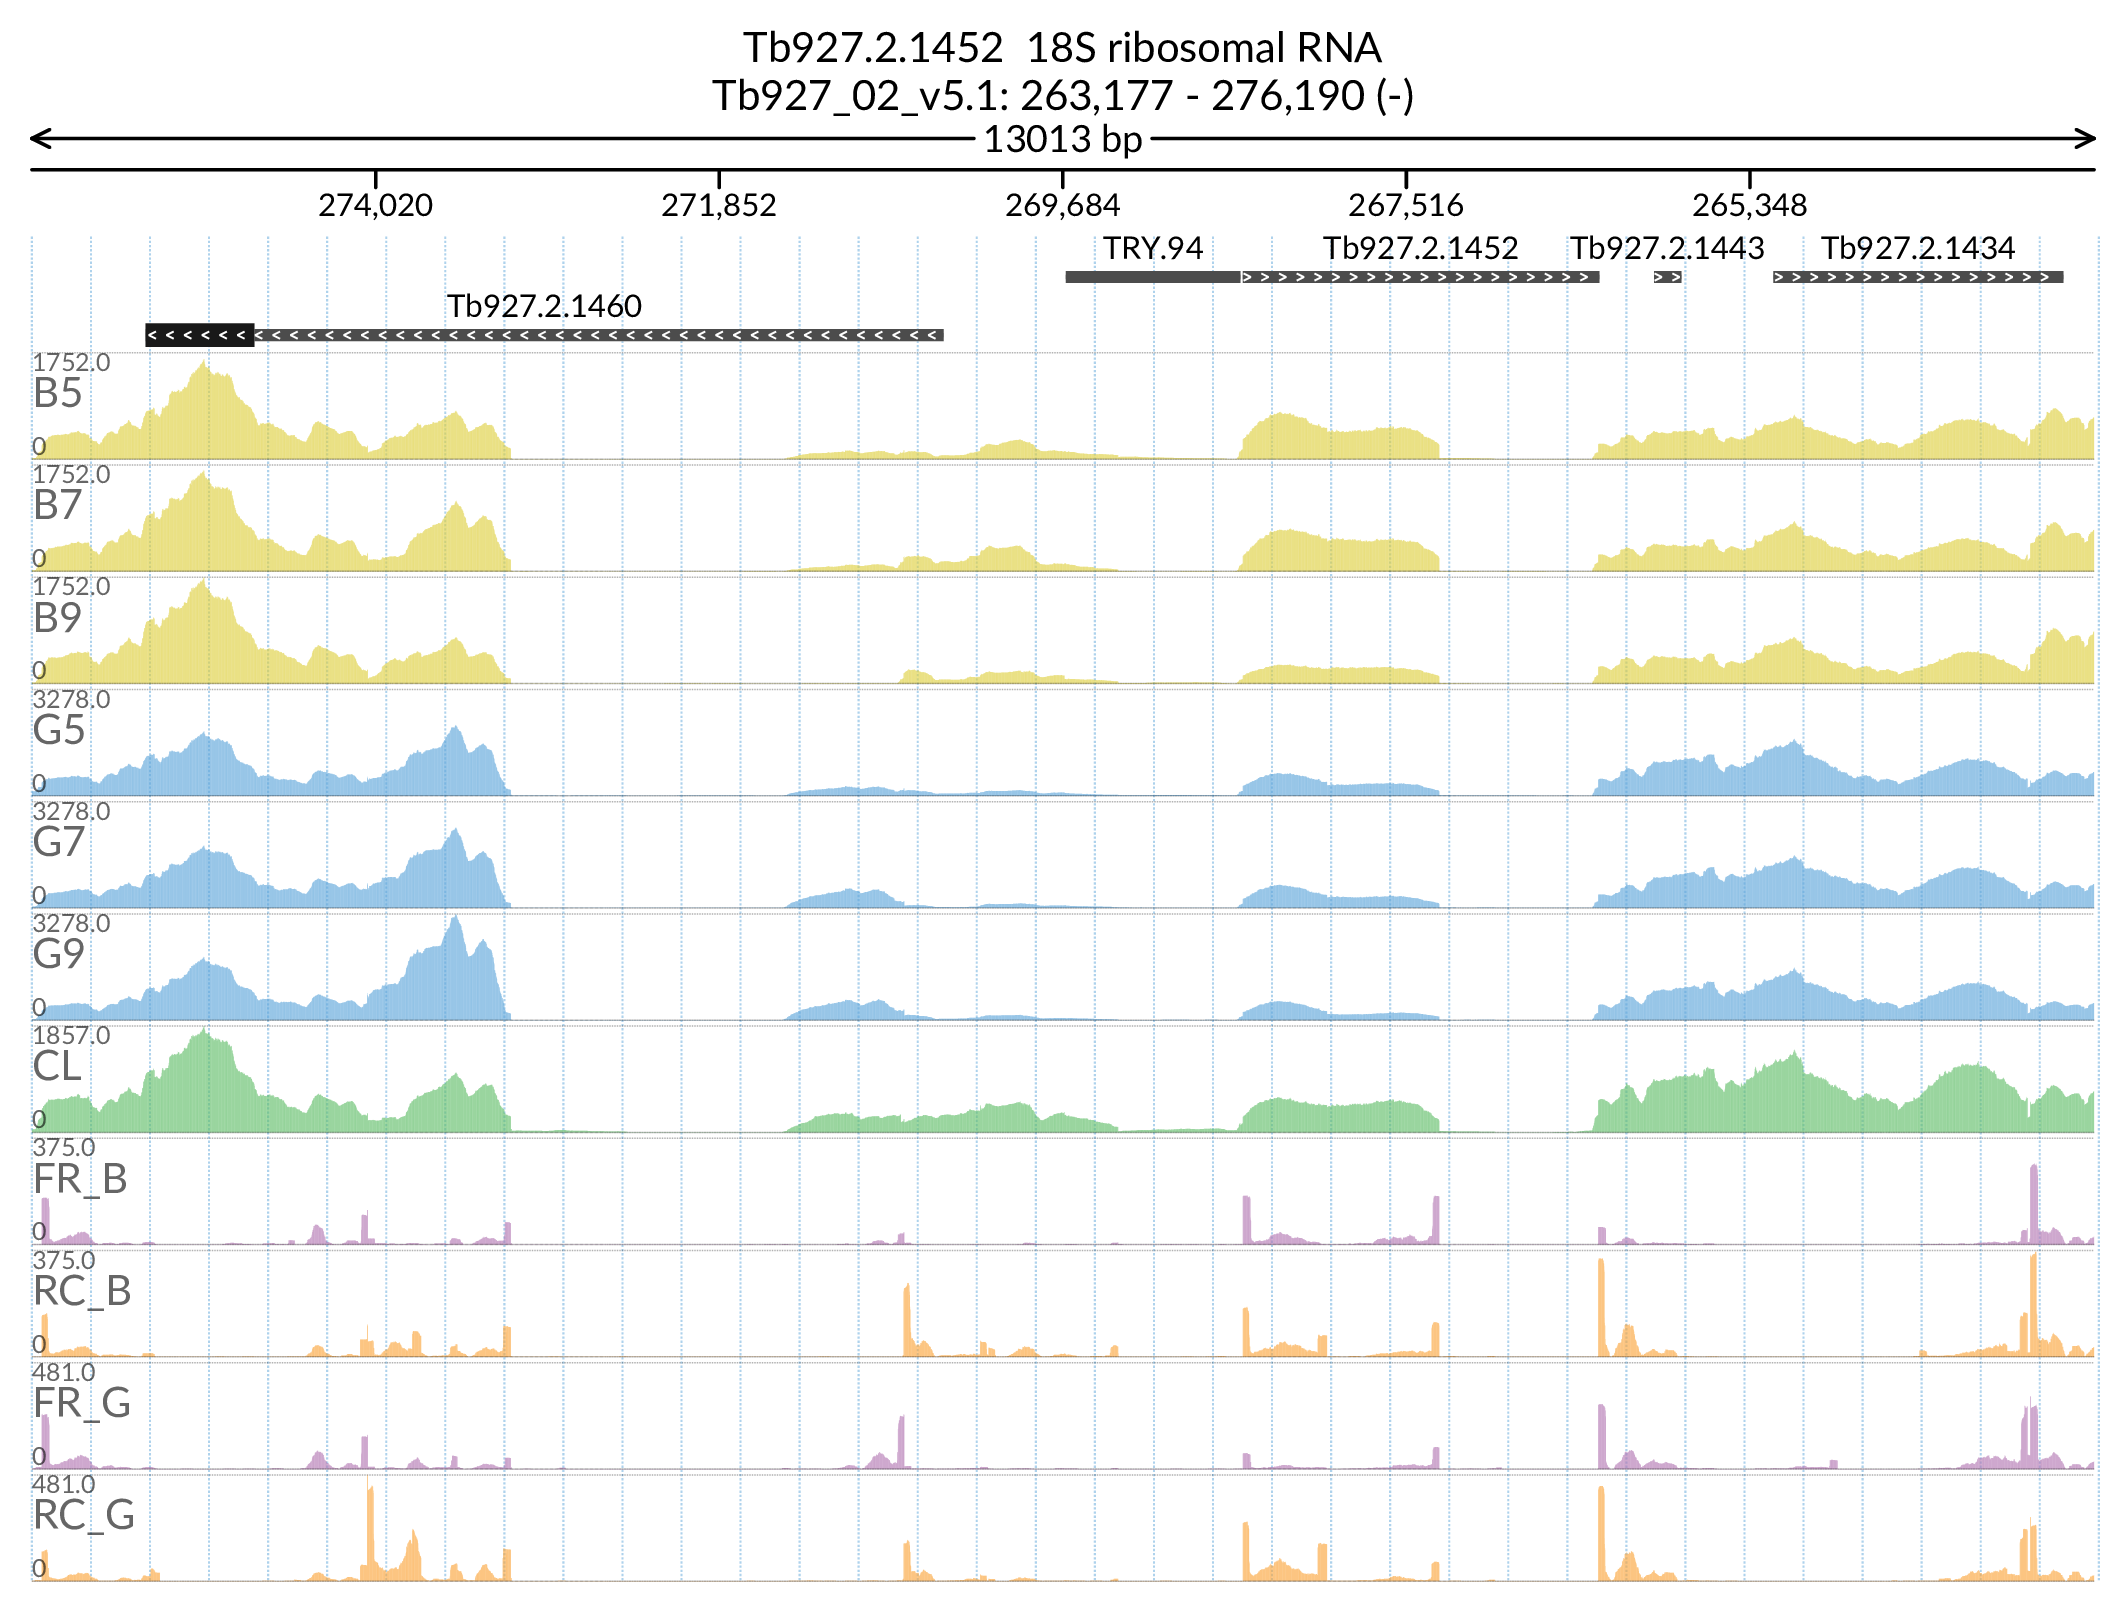 Tb927.2.1452  18S ribosomal RNA
Tb927_02_v5.1: 263,177 - 276,190 (-)
13013 bp
274,020 271,852 269,684 267,516 265,348
TRY.94 Tb927.2.1452 Tb927.2.1443 Tb927.2.1434
Tb927.2.1460
1752.0
B5
0
1752.0
B7
0
1752.0
B9
0
3278.0
G5
0
3278.0
G7
0
3278.0
G9
0
1857.0
CL
0
375.0
FR_B
0
375.0
RC_B
0
481.0
FR_G
0
481.0
RC_G
0